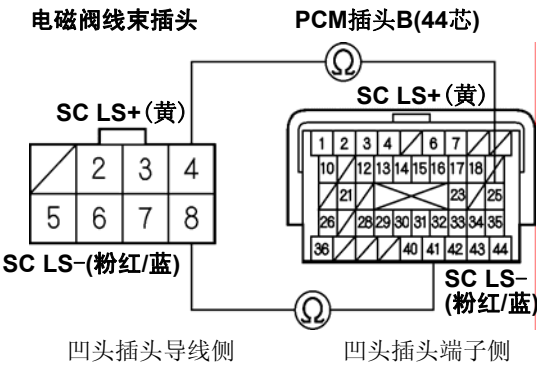 电磁阀线束插头
PCM插头B(44芯)
Ω
SC LS+(黄)
SC LS+(黄)
1 2 3 4 6 7
2 3 4
10 12 13 14 15 16 17 18
21 23 25
5 6 7 8
26 28 29 30 31 32 33 34 35
36 40 41 42 43 44
SC LS-(粉红/蓝)
SC LS-
(粉红/蓝)
Ω
凹头插头导线侧
凹头插头端子侧